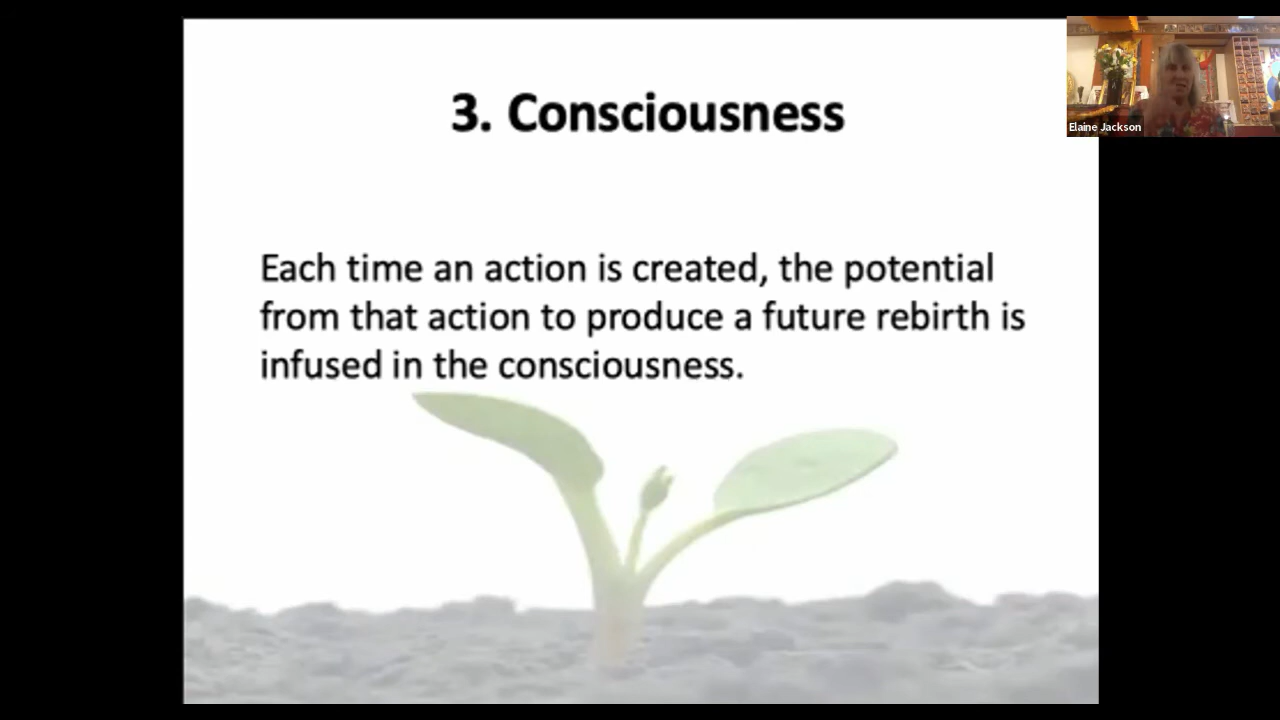 3. Consciousness
Elaine Jackson
Each time an action is created, the potential
from that action to produce a future rebirth is
infused in the consciousness.